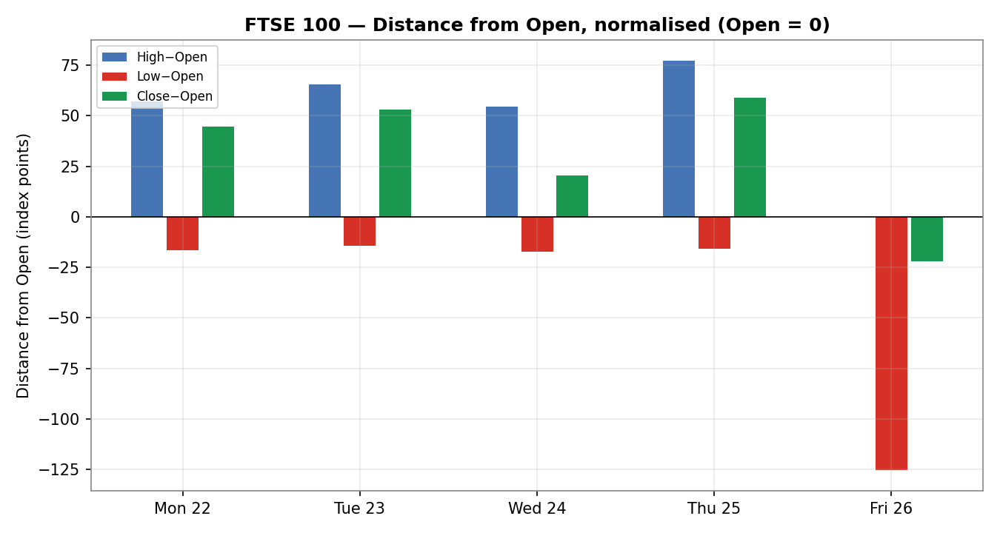 FTSE 100 — Distance from Open, normalised (Open = 0)
High−Open
Low−Open
Close−Open
Distance from Open (index points)
75
50
25
0
−25
−50
−75
−100
−125
Mon 22 Tue 23 Wed 24 Thu 25 Fri 26